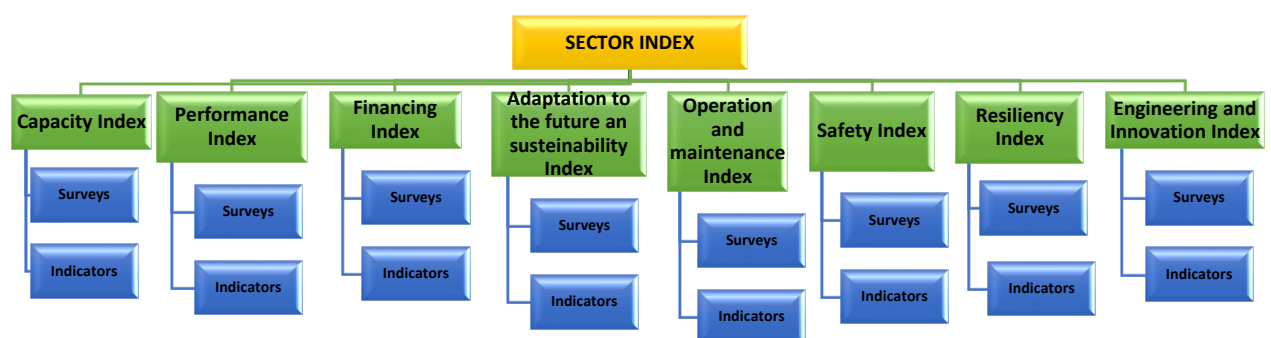 SECTOR INDEX
Capacity Index
Surveys
Indicators
Performance
Index
Surveys
Indicators
Financing
Index
Surveys
Indicators
Adaptation to
the future an
susteinability
Index
Surveys
Indicators
Operation
and
maintenance
Index
Surveys
Indicators
Safety Index
Surveys
Indicators
Resiliency
Index
Surveys
Indicators
Engineering and
Innovation Index
Surveys
Indicators